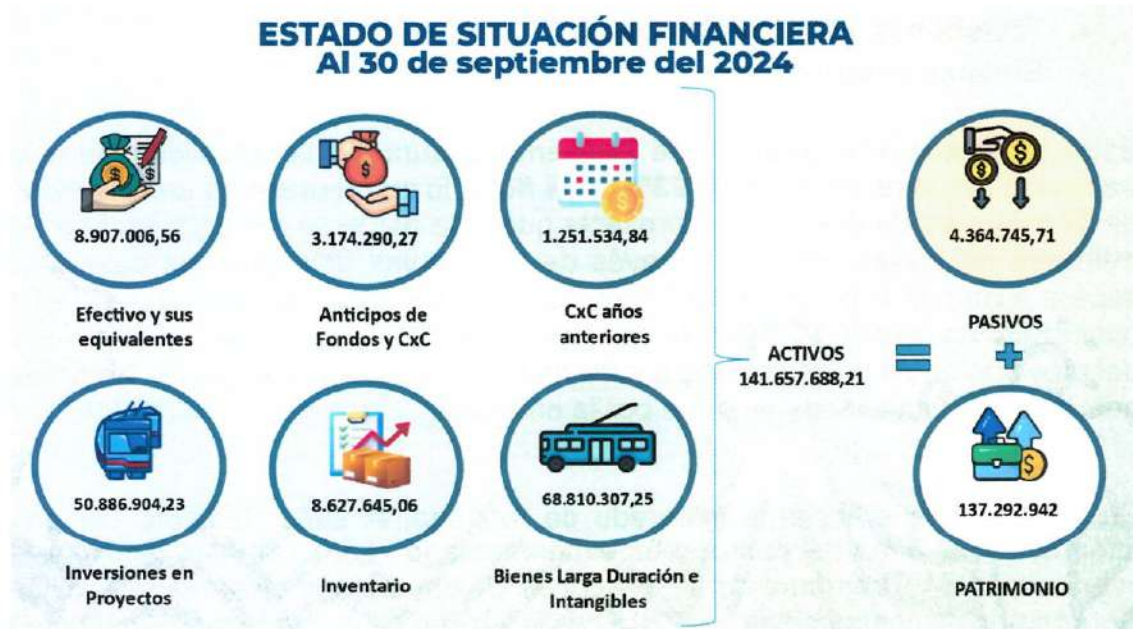 ESTADO DE SITUACIÓN FINANCIERA
Al 30 de septiembre del 2024
8.907.006,56
Efectivo y sus
equivalentes
3.174.290,27
Anticipos de
Fondos y CxC
1.251.534,84
CxC años
anteriores
50.886.904,23
Inversiones en
Proyectos
8.627.645,06
Inventario
68.810.307,25
Bienes Larga Duración e
Intangibles
ACTIVOS
141.657.688,21
=
4.364.745,71
PASIVOS
+
137.292.942
PATRIMONIO